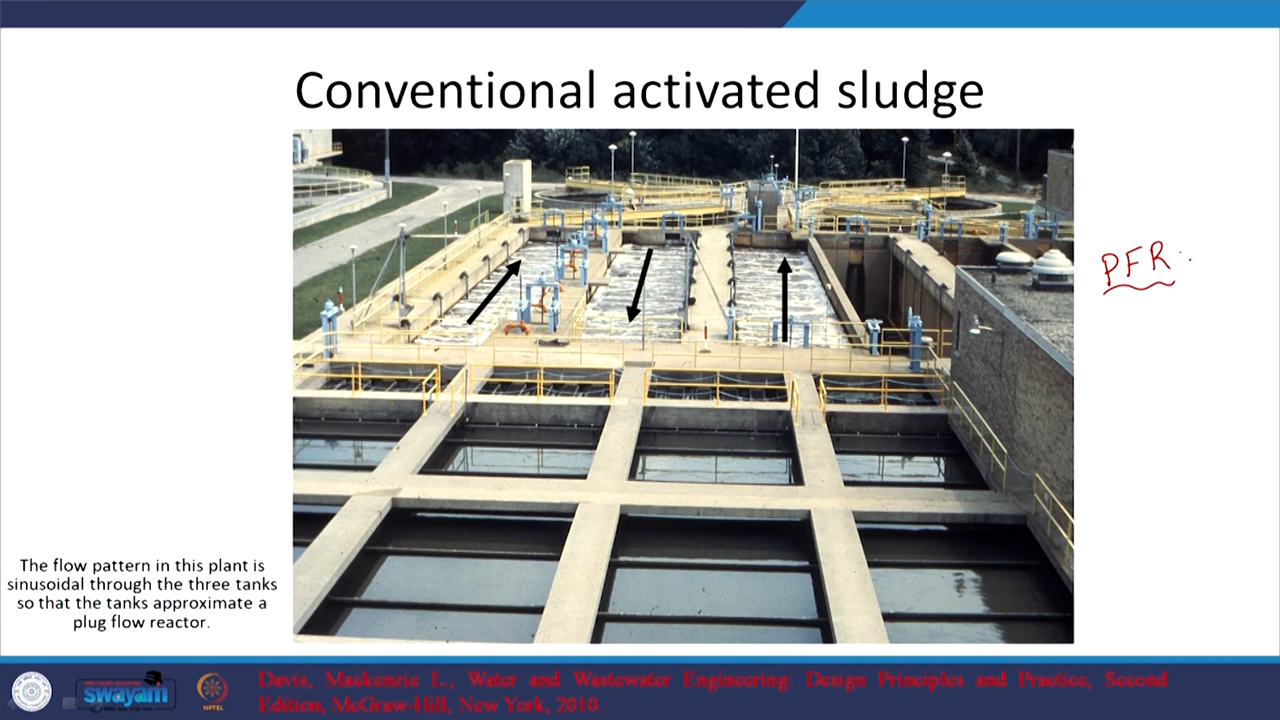 Conventional activated sludge
PFR.
The flow pattern in this plant is
sinusoidal through the three tanks
so that the tanks approximate a
plug flow reactor.
swayam
NPTEL
Davis, Mackenzie L., Water and Wastewater Engineering: Design Principles and Practice, Second
Edition, McGraw-Hill, New York, 2010.